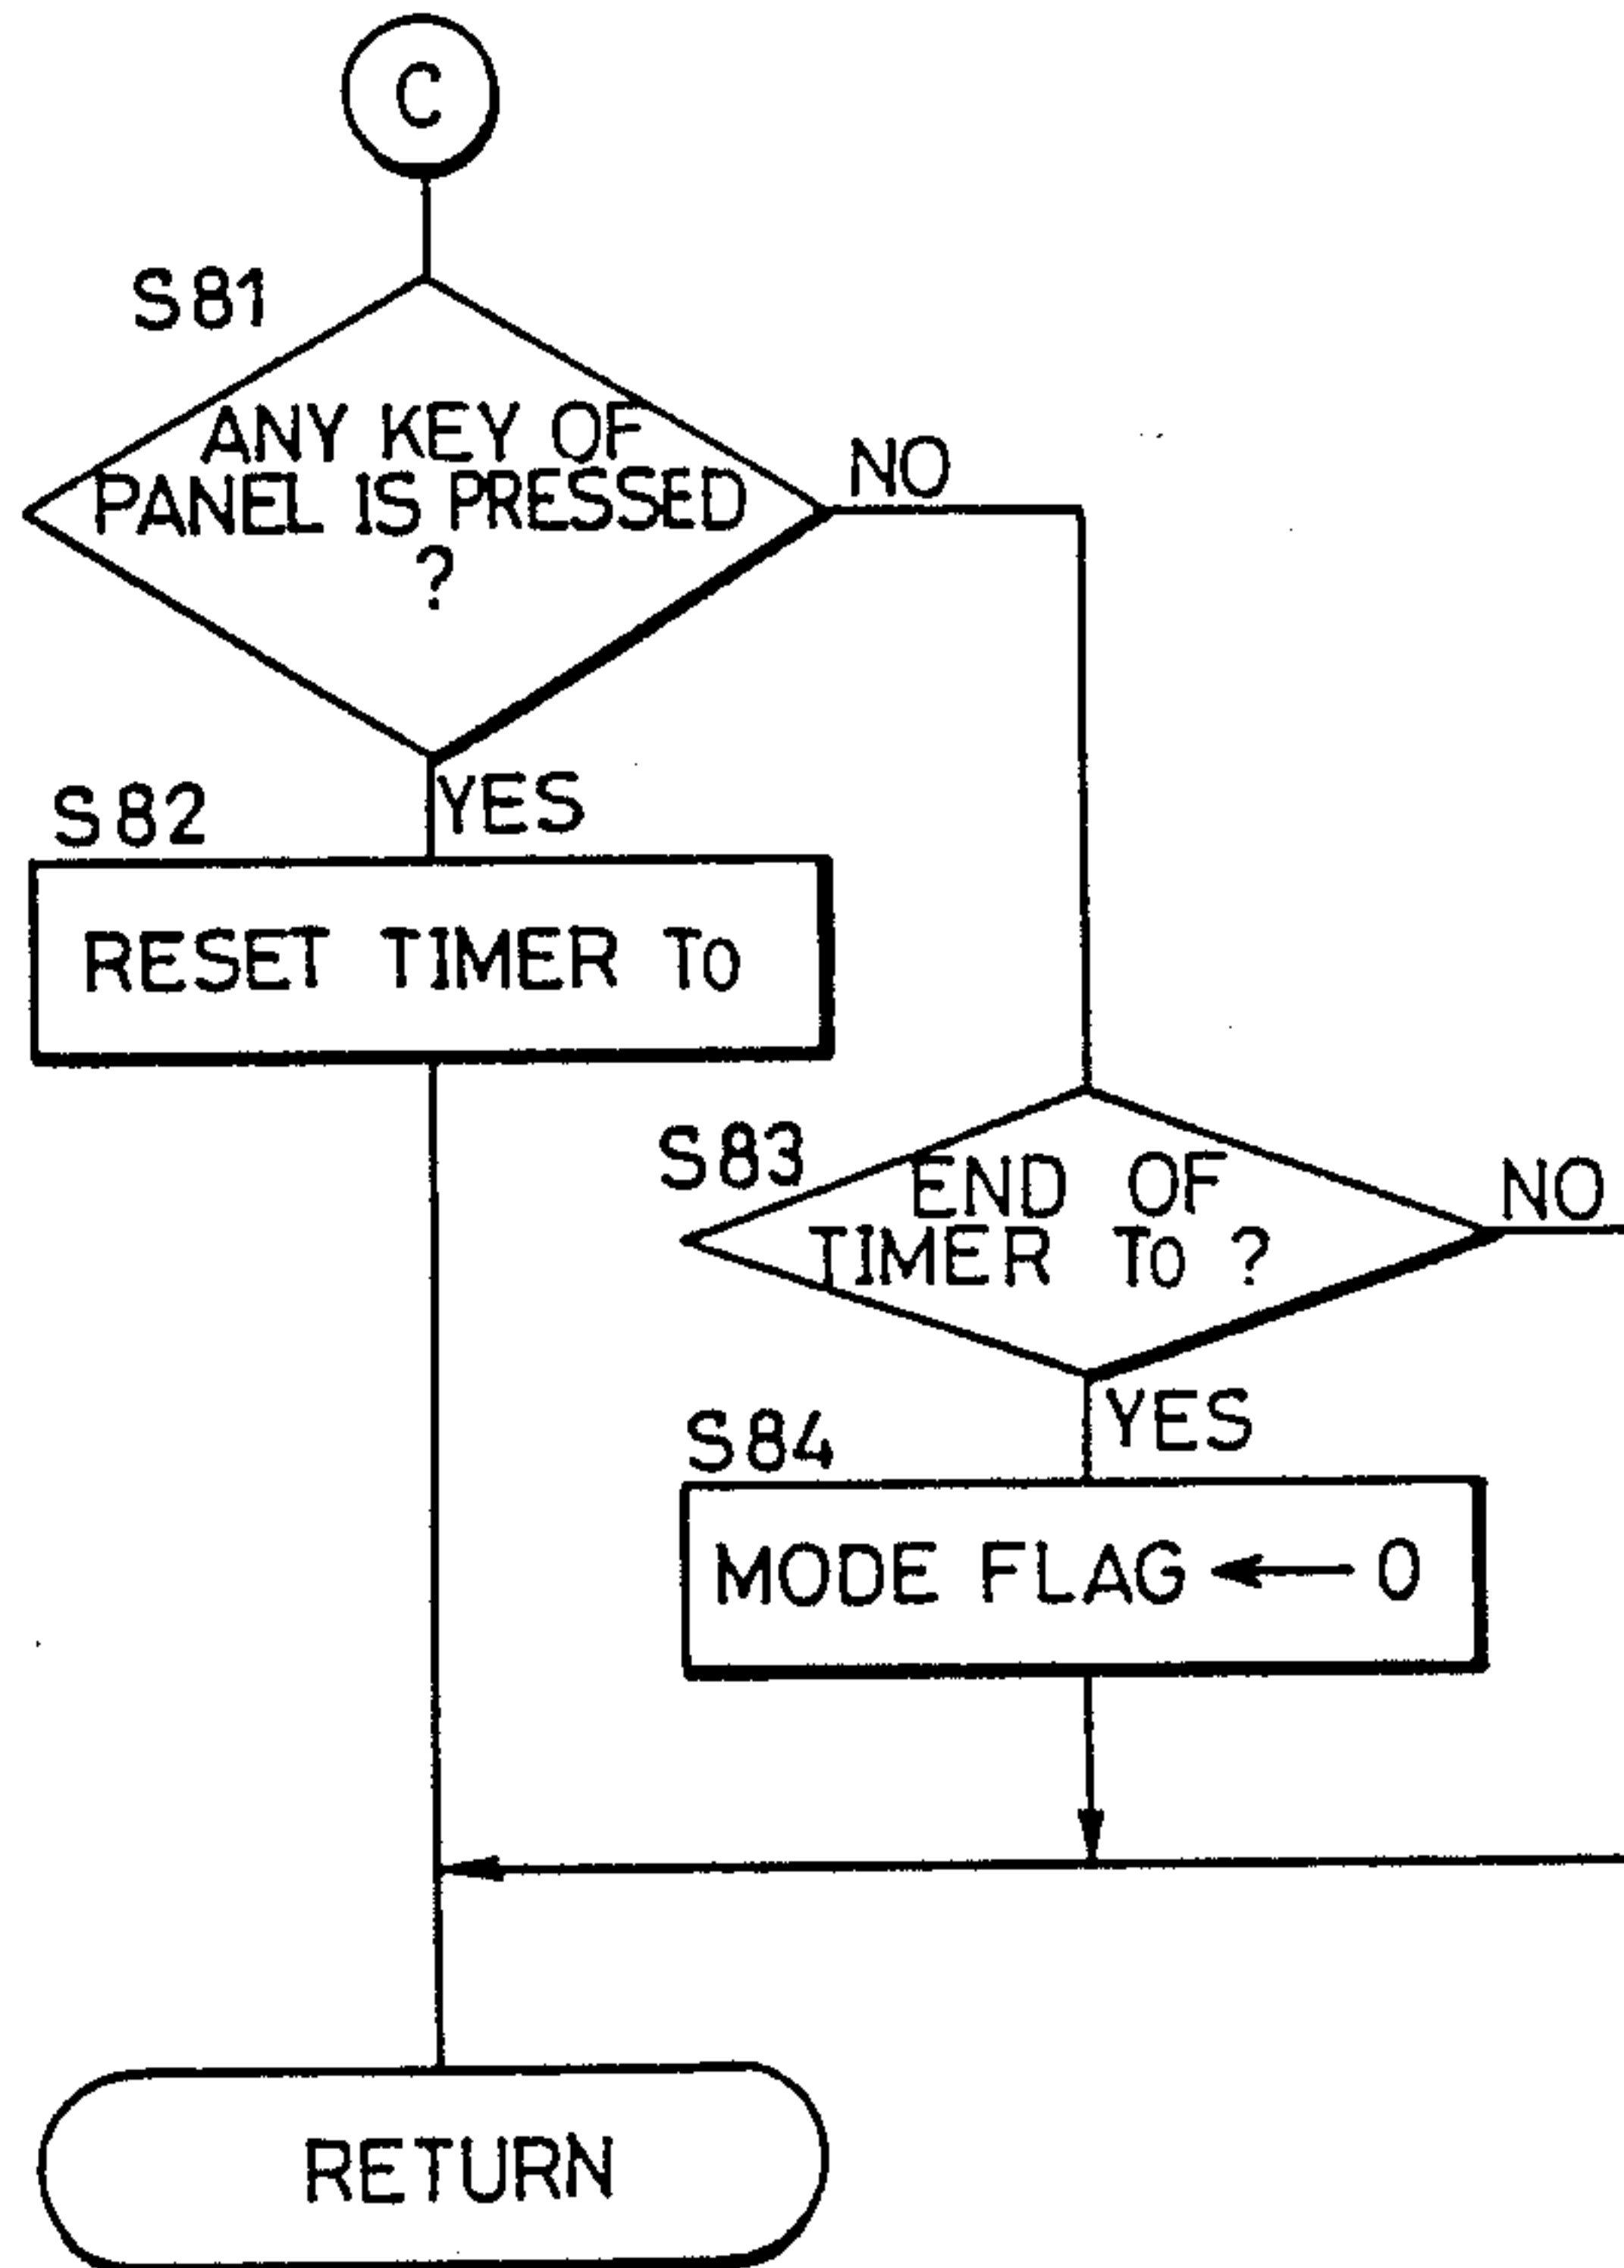 C
S81
ANY KEY OF
PANEL IS PRESSED
?
NO
YES
S82
RESET TIMER To
S83
END OF
TIMER To ?
NO
YES
S84
MODE FLAG ← 0
RETURN